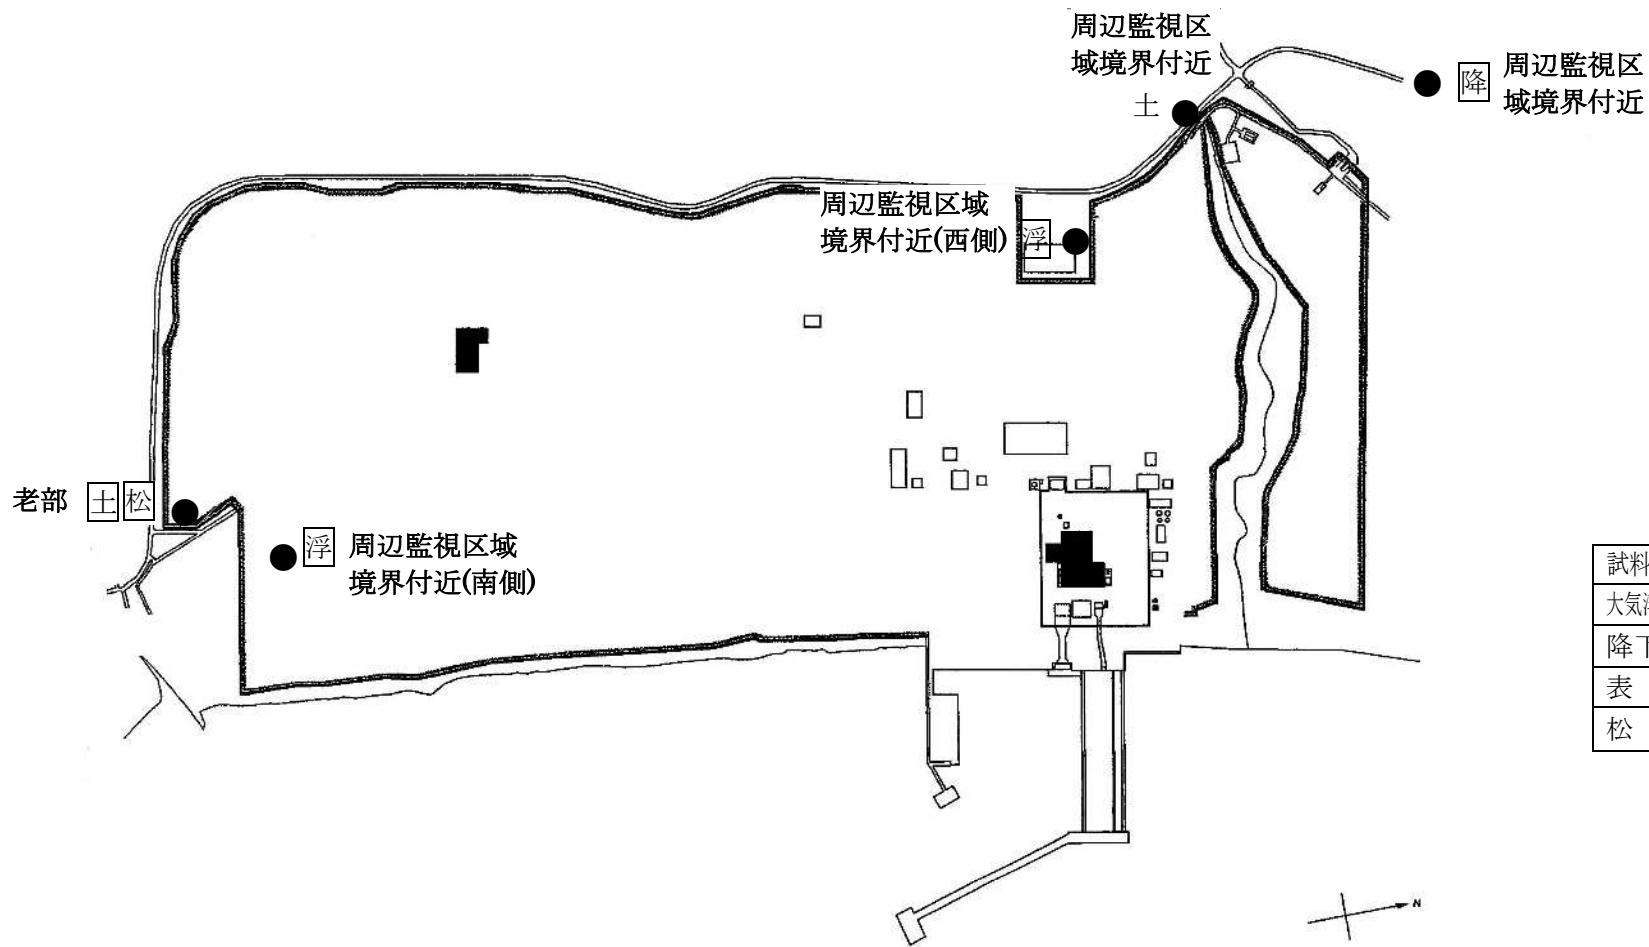 周辺監視区
域境界付近
土
降
周辺監視区
域境界付近
周辺監視区域
境界付近(西側)
浮
老部 土 松
浮
周辺監視区域
境界付近(南側)
試料
大気
降下
表
松
N